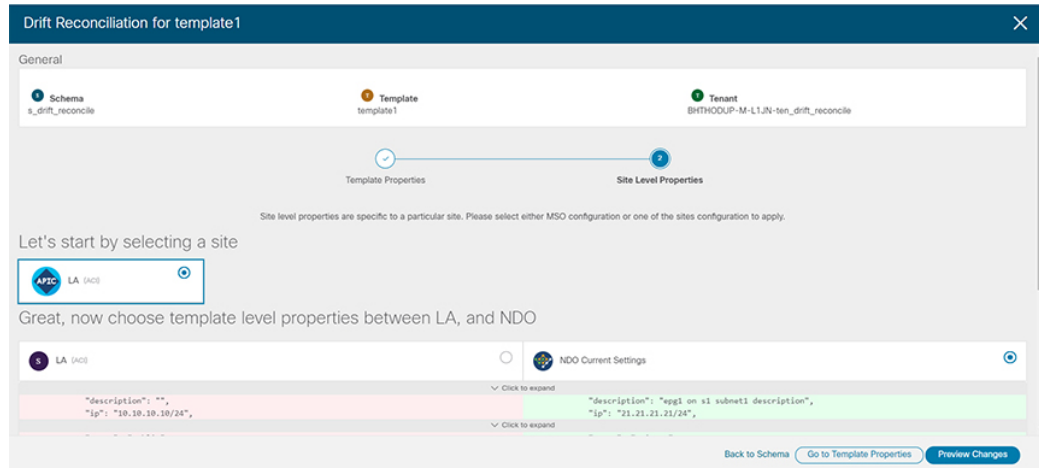 Drift Reconciliation for template1
General
S Schema
s_drift_reconcile
T Template
template1
T Tenant
BHTHODUP-M-L1JN-ten_drift_reconcile
Template Properties
2
Site Level Properties
Site level properties are specific to a particular site. Please select either MSO configuration or one of the sites configuration to apply.
Let's start by selecting a site
APIC LA (ACI)
Great, now choose template level properties between LA, and NDO
S LA (ACI)
NDO Current Settings
Click to expand
"description": "", "description": "epg1 on s1 subnet1 description",
"ip": "10.10.10.10/24", "ip": "21.21.21.21/24",
Click to expand
Back to Schema Go to Template Properties Preview Changes